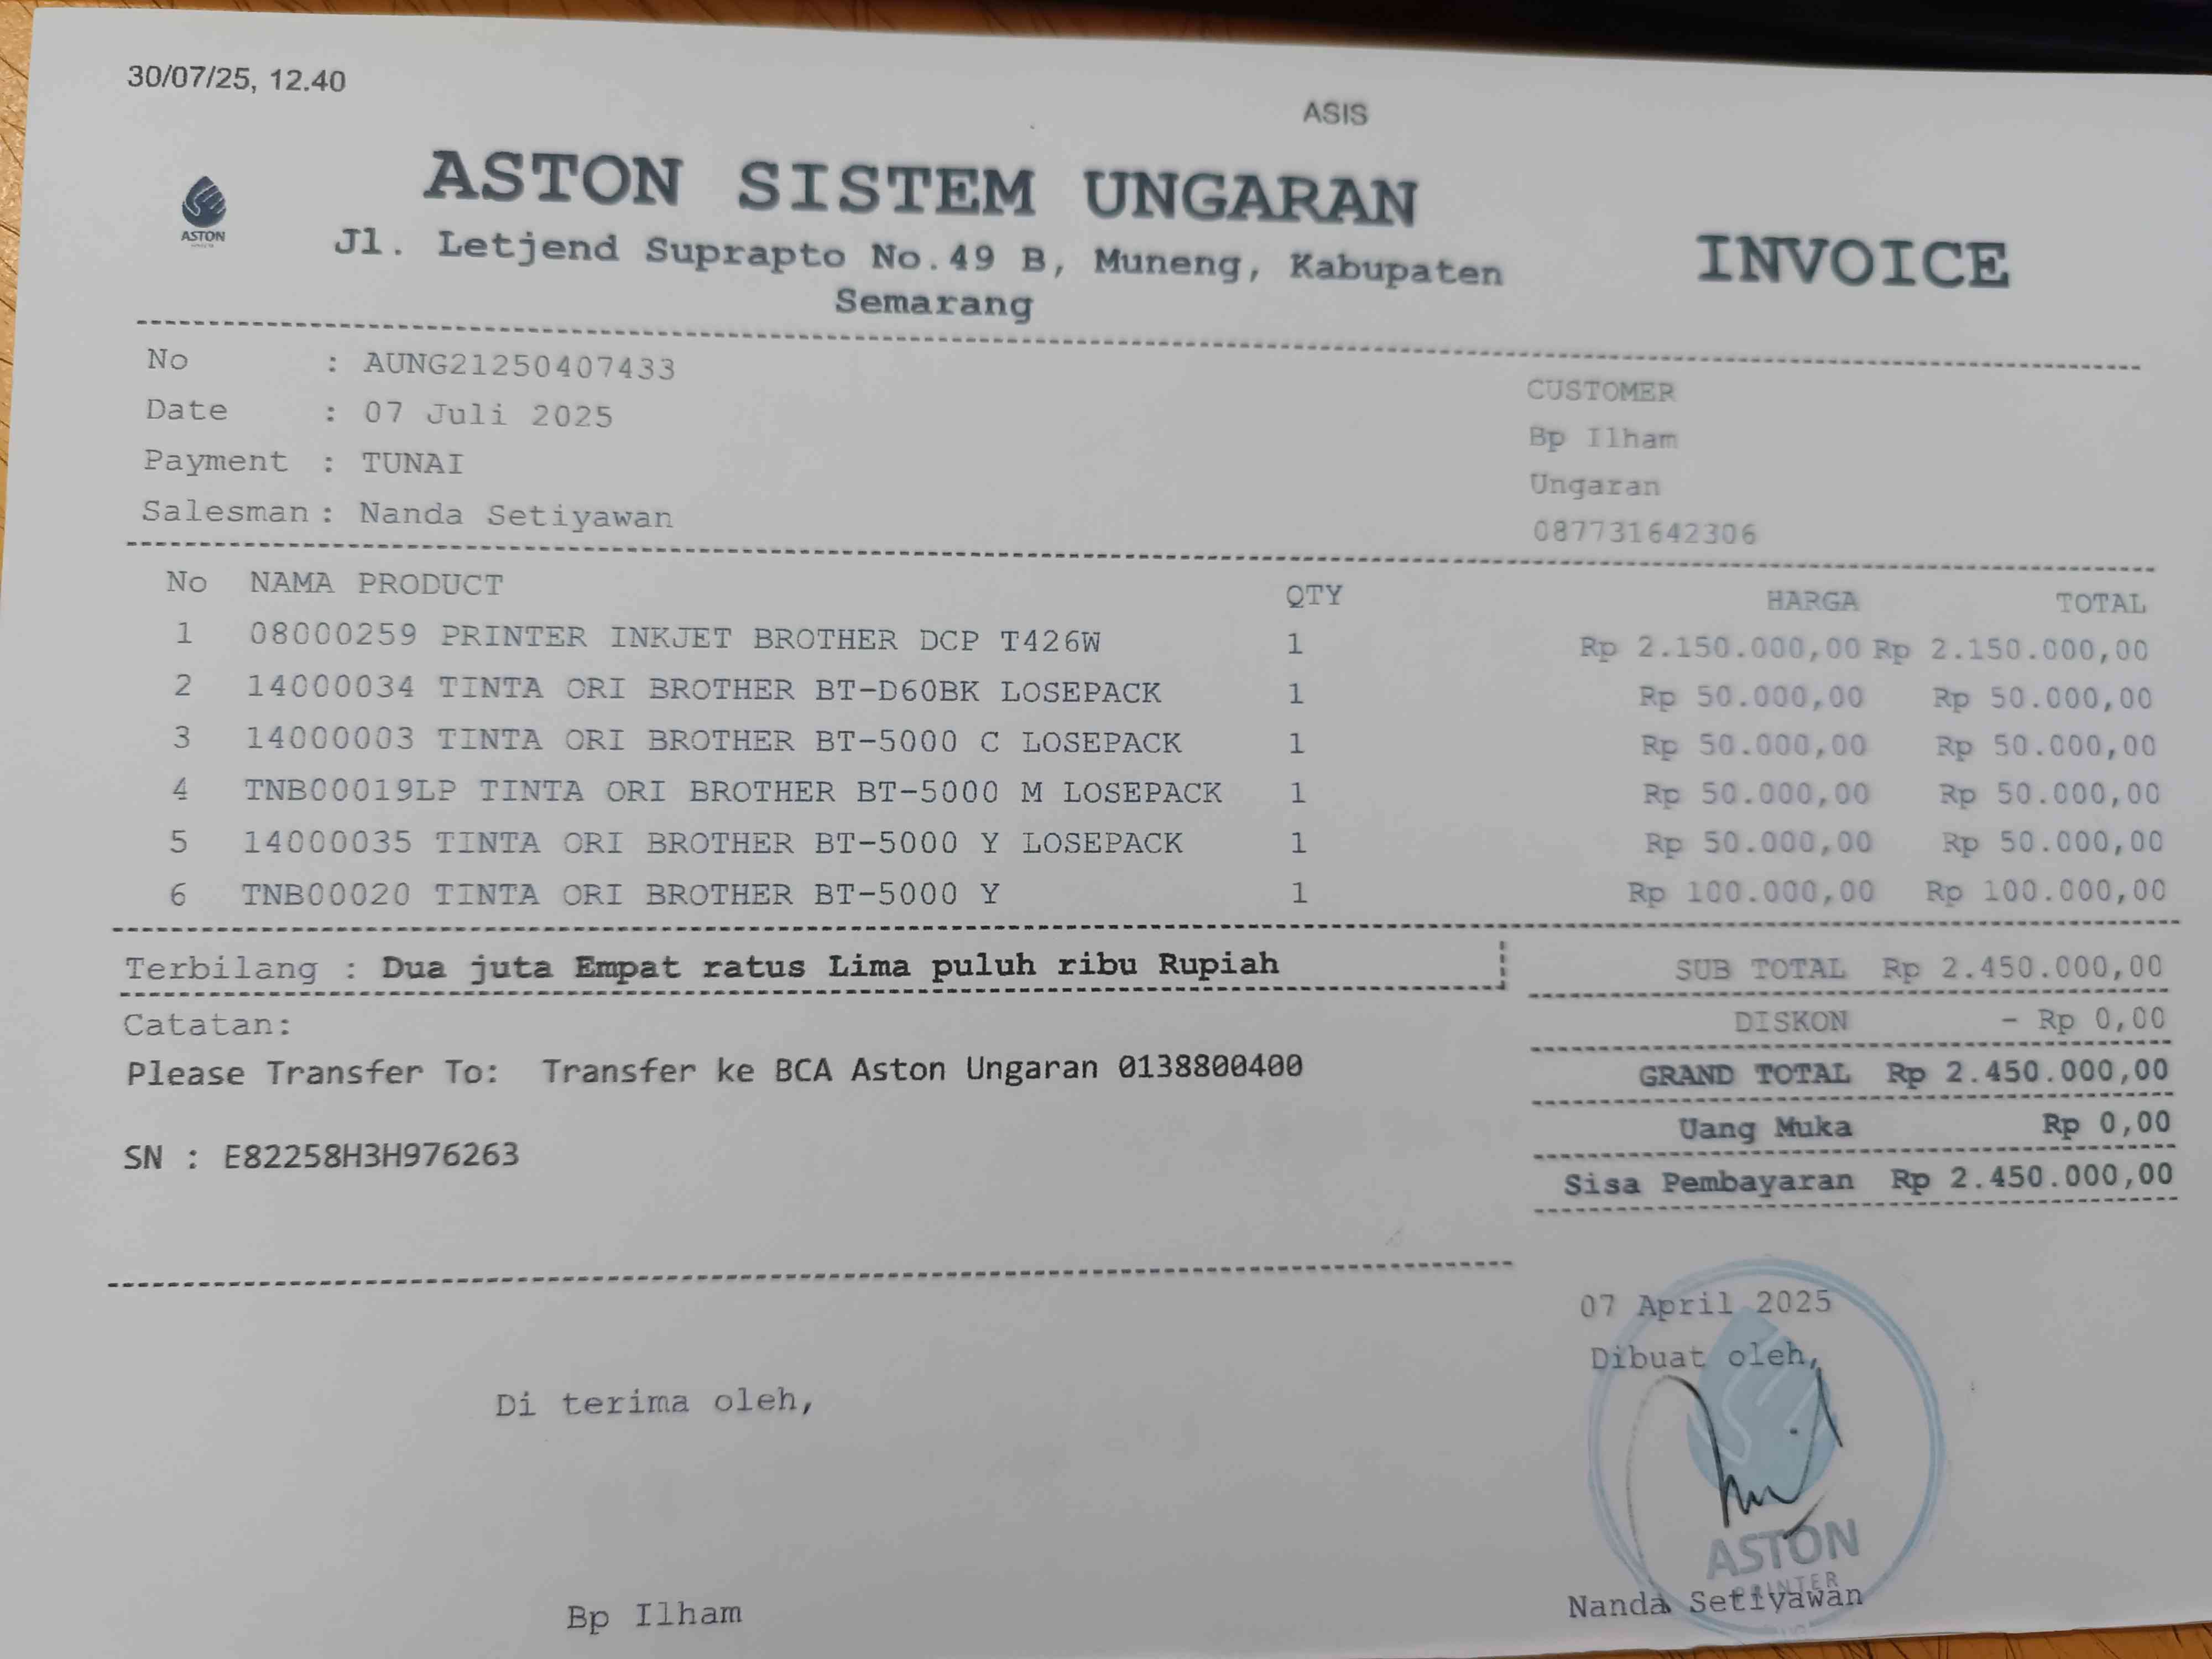 30/07/25, 12.40
ASIS
ASTON SISTEM UNGARAN
Jl. Letjend Suprapto No.49 B, Muneng, Kabupaten
Semarang
INVOICE
ASTON
No : AUNG21250407433
Date : 07 Juli 2025
Payment : TUNAI
Salesman : Nanda Setiyawan
CUSTOMER
Bp Ilham
Ungaran
087731642306
No NAMA PRODUCT QTY HARGA TOTAL
1 08000259 PRINTER INKJET BROTHER DCP T426W 1 Rp 2.150.000,00 Rp 2.150.000,00
2 14000034 TINTA ORI BROTHER BT-D60BK LOSEPACK 1 Rp 50.000,00 Rp 50.000,00
3 14000003 TINTA ORI BROTHER BT-5000 C LOSEPACK 1 Rp 50.000,00 Rp 50.000,00
4 TNB00019LP TINTA ORI BROTHER BT-5000 M LOSEPACK 1 Rp 50.000,00 Rp 50.000,00
5 14000035 TINTA ORI BROTHER BT-5000 Y LOSEPACK 1 Rp 50.000,00 Rp 50.000,00
6 TNB00020 TINTA ORI BROTHER BT-5000 Y 1 Rp 100.000,00 Rp 100.000,00
Terbilang : Dua juta Empat ratus Lima puluh ribu Rupiah
Catatan:
Please Transfer To: Transfer ke BCA Aston Ungaran 0138800400
SN : E82258H3H976263
SUB TOTAL Rp 2.450.000,00
DISKON - Rp 0,00
GRAND TOTAL Rp 2.450.000,00
Uang Muka Rp 0,00
Sisa Pembayaran Rp 2.450.000,00
Di terima oleh,
Bp Ilham
07 April 2025
Dibuat oleh,
ASTON
PRINTER
Nanda Setiyawan